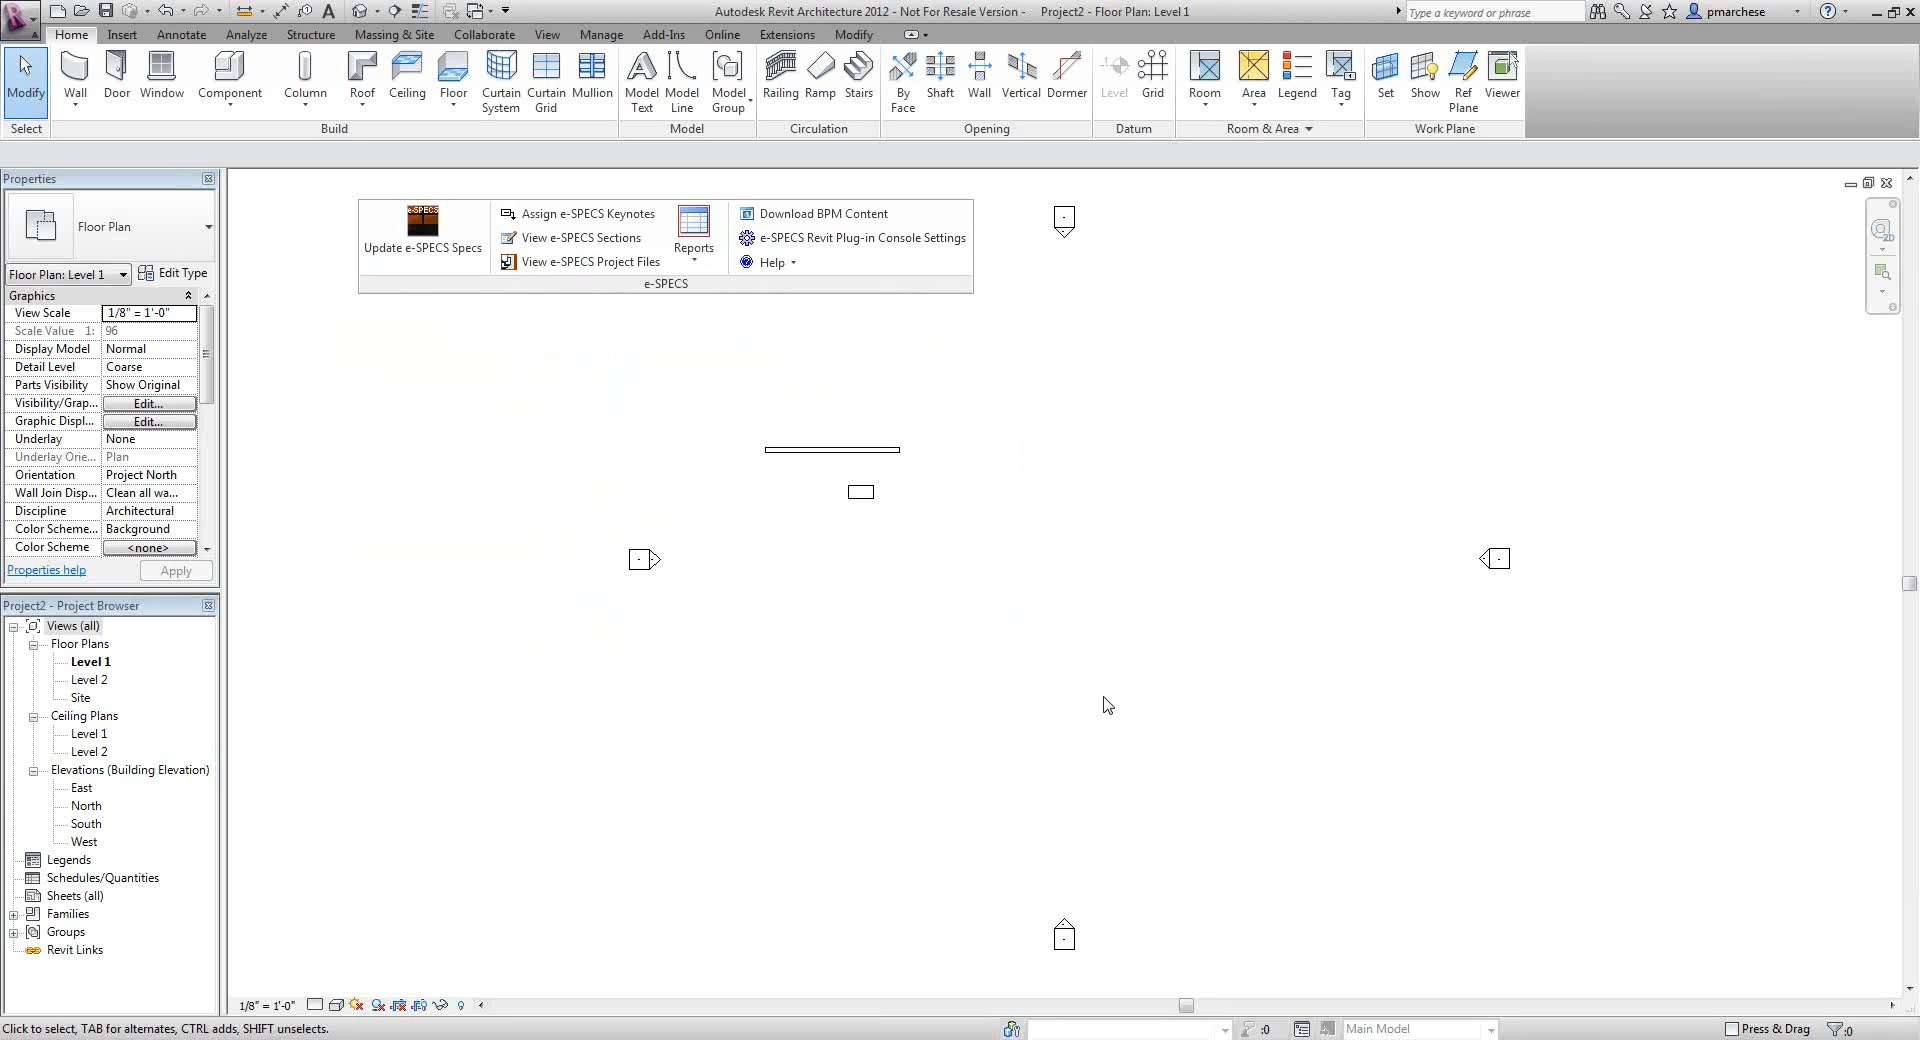 Autodesk Revit Architecture 2012 - Not For Resale Version -    Project2 - Floor Plan: Level 1
Type a keyword or phrase
pmarchese
Home Insert Annotate Analyze Structure Massing & Site Collaborate View Manage Add-Ins Online Extensions Modify
Modify Wall Door Window Component Column Roof Ceiling Floor Curtain System Curtain Grid Mullion Model Text Model Line Model Group Railing Ramp Stairs By Face Shaft Wall Vertical Dormer Level Grid Room Area Legend Tag Set Show Ref Plane Viewer
Select Build Model Circulation Opening Datum Room & Area Work Plane
Properties
Floor Plan
Floor Plan: Level 1 Edit Type
Graphics
View Scale 1/8" = 1'-0"
Scale Value 1: 96
Display Model Normal
Detail Level Coarse
Parts Visibility Show Original
Visibility/Grap... Edit...
Graphic Displ... Edit...
Underlay None
Underlay Orie... Plan
Orientation Project North
Wall Join Disp... Clean all wa...
Discipline Architectural
Color Scheme... Background
Color Scheme <none>
Properties help Apply
e-SPECS
Update e-SPECS Specs
Assign e-SPECS Keynotes
View e-SPECS Sections
View e-SPECS Project Files
Reports
Download BPM Content
e-SPECS Revit Plug-in Console Settings
Help
e-SPECS
2D
Project2 - Project Browser
Views (all)
Floor Plans
Level 1
Level 2
Site
Ceiling Plans
Level 1
Level 2
Elevations (Building Elevation)
East
North
South
West
Legends
Schedules/Quantities
Sheets (all)
Families
Groups
Revit Links
1/8" = 1'-0"
Click to select, TAB for alternates, CTRL adds, SHIFT unselects.
:0
Main Model
Press & Drag
:0